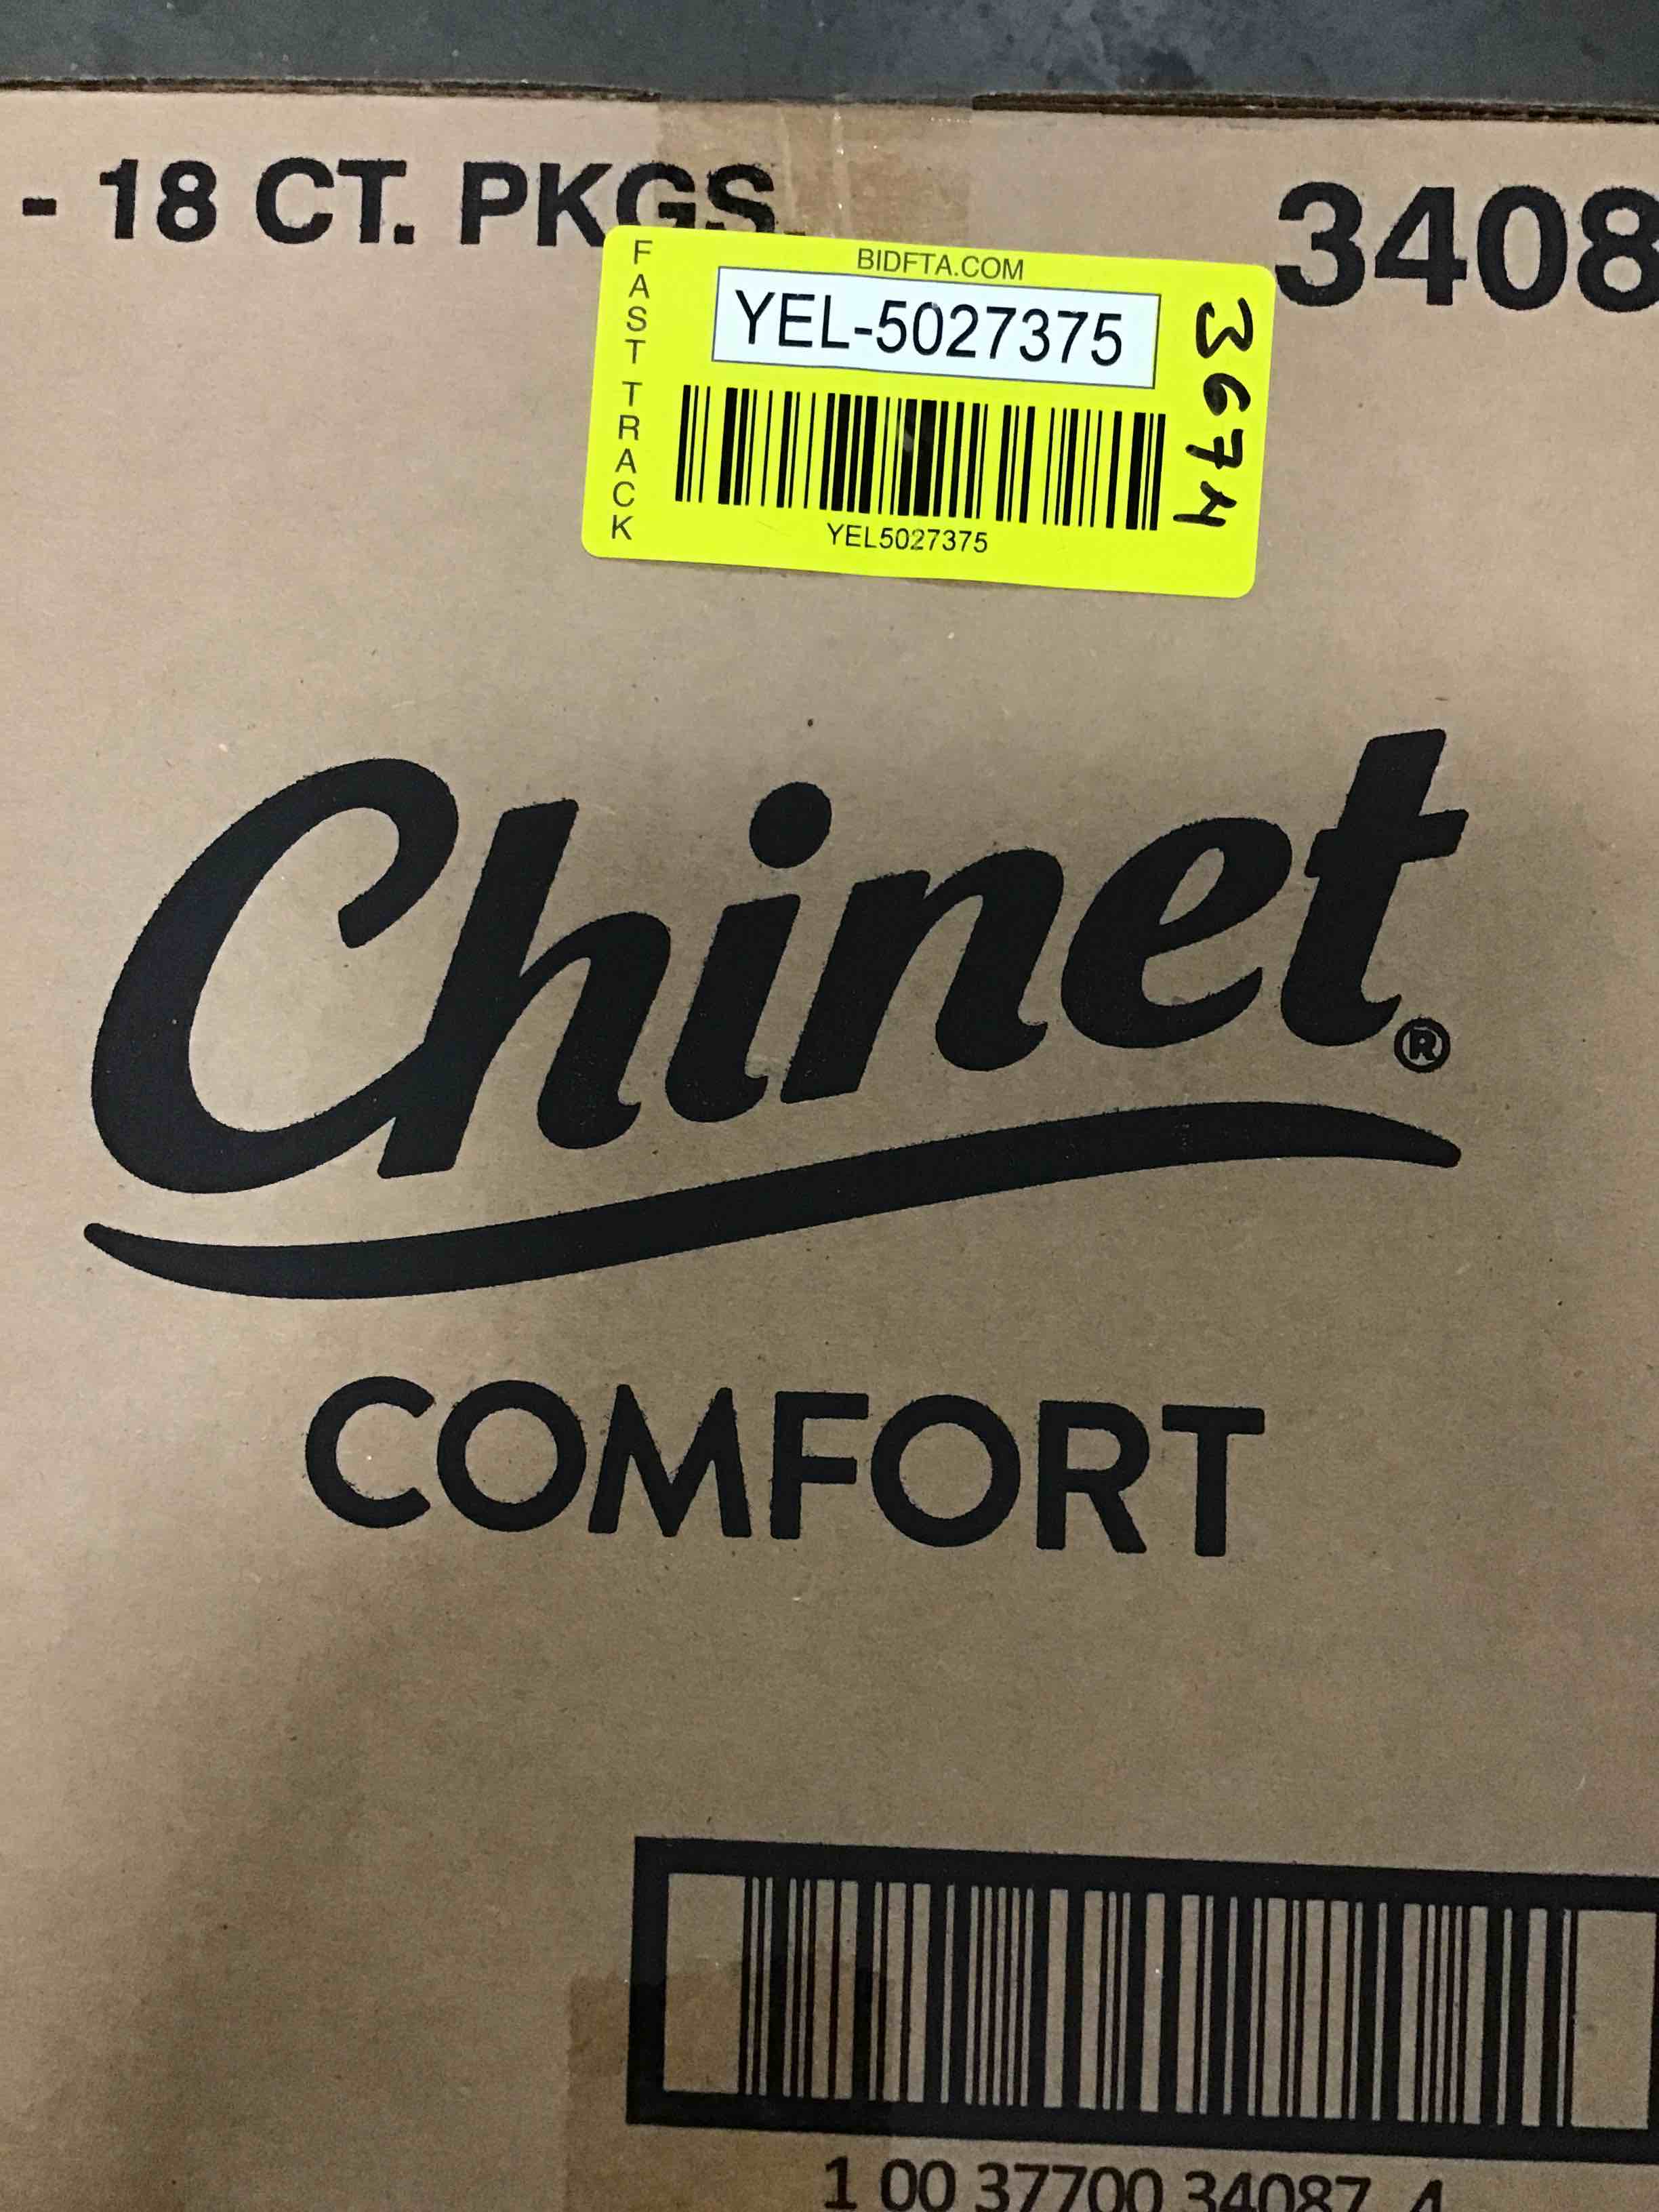 - 18 CT. PKGS.
3408
FAST TRACK
BIDFTA.COM
YEL-5027375
3674
YEL5027375
Chinet®
COMFORT
1 00 37700 34087 4